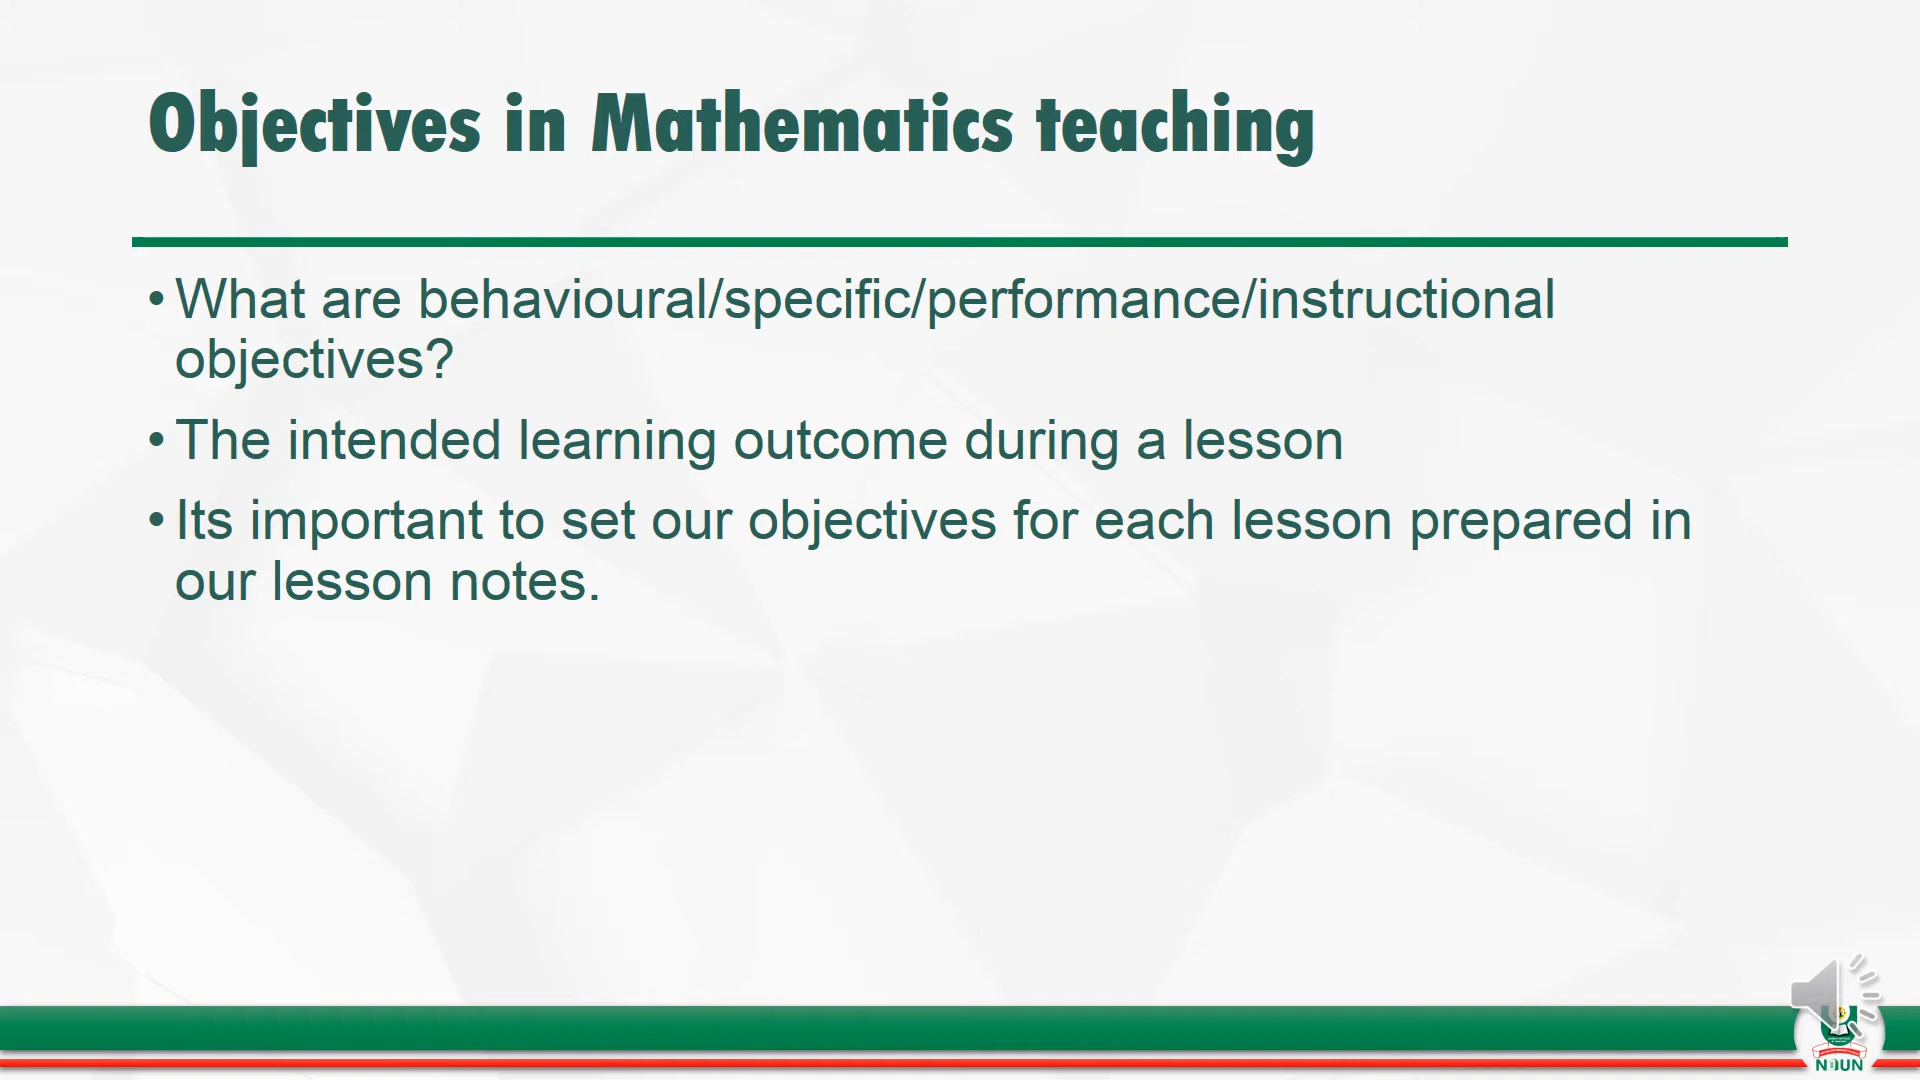 Objectives in Mathematics teaching
• What are behavioural/specific/performance/instructional
objectives?
• The intended learning outcome during a lesson
• Its important to set our objectives for each lesson prepared in
our lesson notes.
NOUN